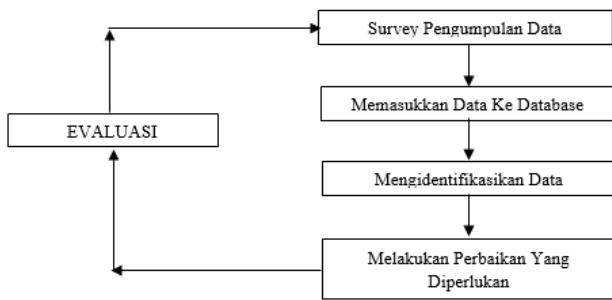 Survey Pengumpulan Data
Memasukkan Data Ke Database
EVALUASI
Mengidentifikasikan Data
Melakukan Perbaikan Yang
Diperlukan